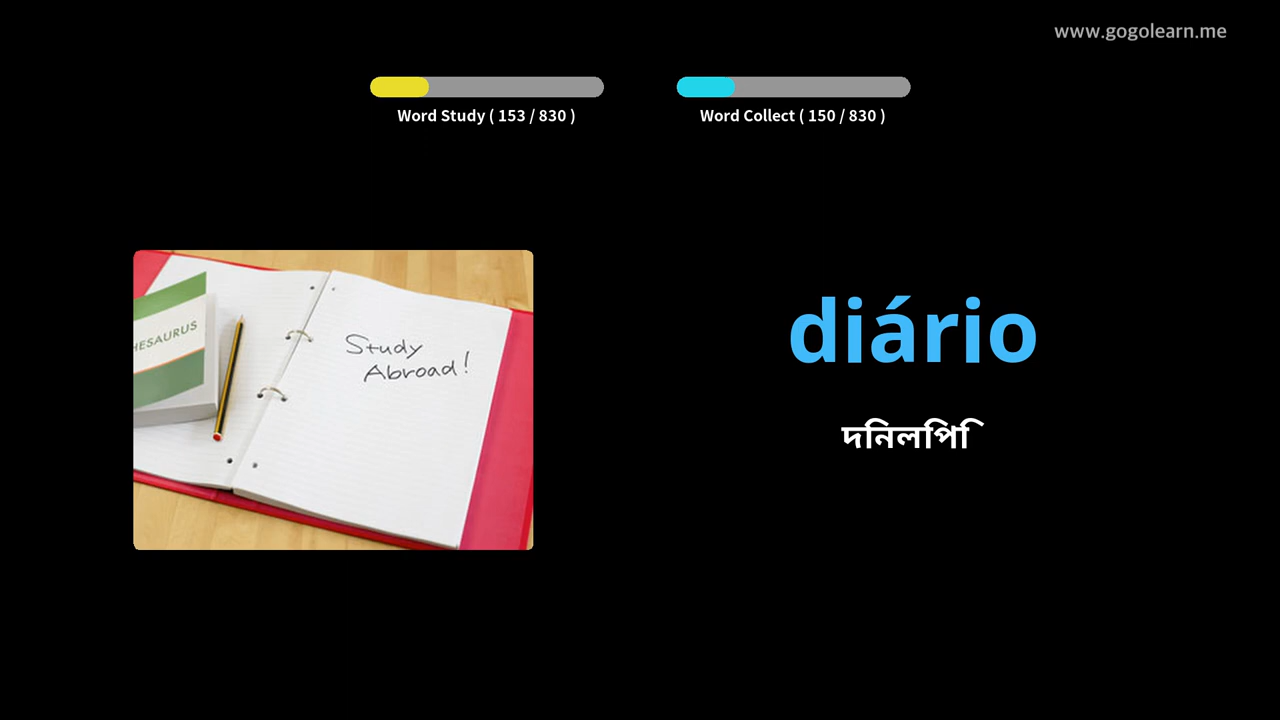 www.gogolearn.me
Word Study ( 153 / 830 )
Word Collect ( 150 / 830 )
HESAURUS
Study
Abroad!
diário
দিনলিপি